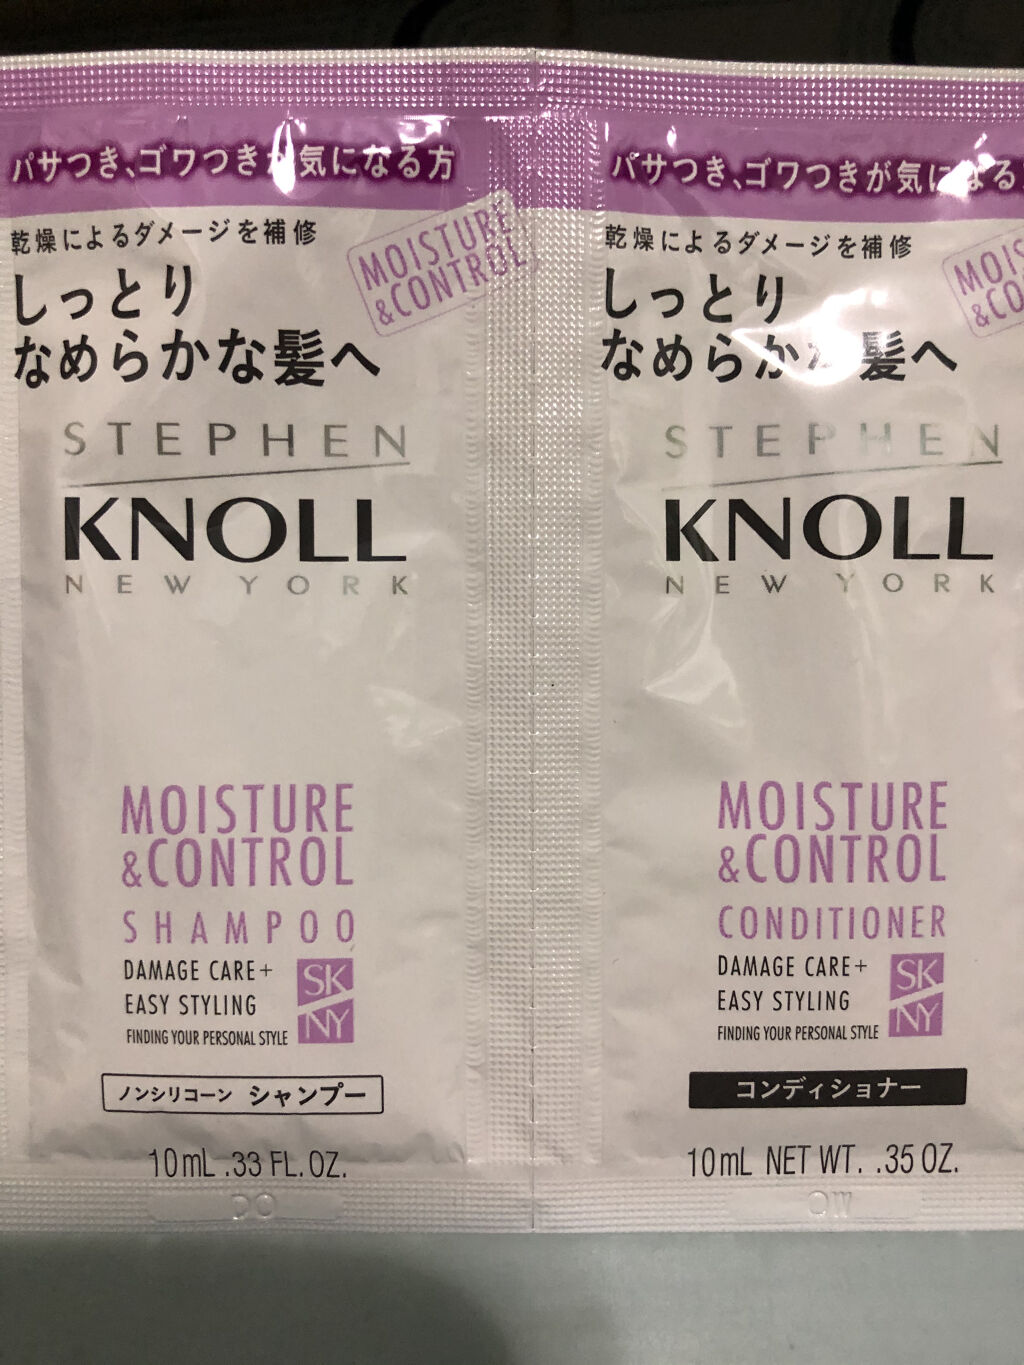 パサつき、ゴワつきが気になる方
乾燥によるダメージを補修
しっとり
なめらかな髪へ
MOISTURE
&CONTROL
STEPHEN
KNOLL
NEW YORK
MOISTURE
&CONTROL
SHAMPOO
DAMAGE CARE+
EASY STYLING
FINDING YOUR PERSONAL STYLE
SK
NY
ノンシリコーン シャンプー
10mL .33 FL. OZ.
パサつき、ゴワつきが気になる
乾燥によるダメージを補修
しっとり
なめらかな髪へ
MOIS
&CO
STEPHEN
KNOLL
NEW YORK
MOISTURE
&CONTROL
CONDITIONER
DAMAGE CARE+
EASY STYLING
FINDING YOUR PERSONAL STYLE
SK
NY
コンディショナー
10mL NET WT. .35 OZ.